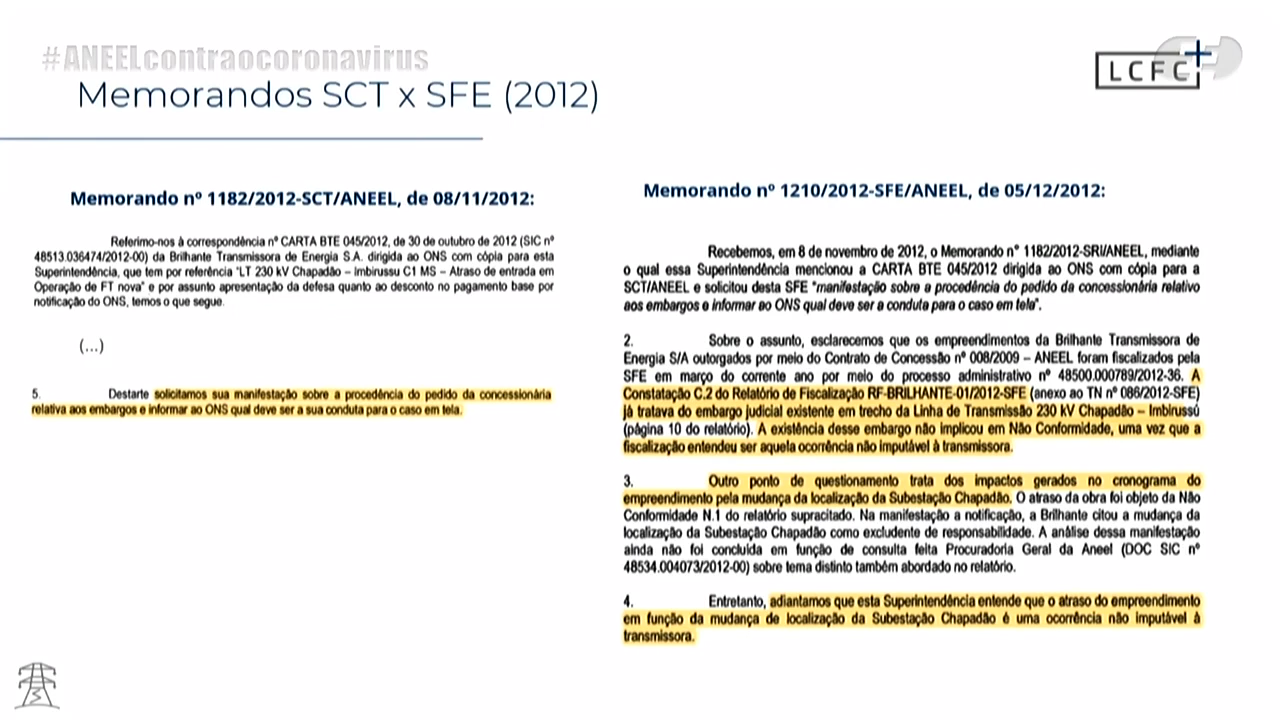 #ANEELcontraocoronavirus
Memorandos SCT x SFE (2012)
LCFC
Memorando nº 1182/2012-SCT/ANEEL, de 08/11/2012:
Referimo-nos à correspondência nº CARTA BTE 045/2012, de 30 de outubro de 2012 (SIC nº
48513.036474/2012-00) da Brilhante Transmissora de Energia S.A. dirigida ao ONS com cópia para esta
Superintendência, que tem por referência "LT 230 kV Chapadão – Imbirussu C1 MS – Atraso de entrada em
Operação de FT nova" e por assunto apresentação da defesa quanto ao desconto no pagamento base por
notificação do ONS, temos o que segue.
(...)
5. Destarte solicitamos sua manifestação sobre a procedência do pedido da concessionária
relativa aos embargos e informar ao ONS qual deve ser a sua conduta para o caso em tela.
Memorando nº 1210/2012-SFE/ANEEL, de 05/12/2012:
Recebemos, em 8 de novembro de 2012, o Memorando n° 1182/2012-SRI/ANEEL, mediante
o qual essa Superintendência mencionou a CARTA BTE 045/2012 dirigida ao ONS com cópia para a
SCT/ANEEL e solicitou desta SFE "manifestação sobre a procedência do pedido da concessionária relativo
aos embargos e informar ao ONS qual deve ser a conduta para o caso em tela".
2. Sobre o assunto, esclarecemos que os empreendimentos da Brilhante Transmissora de
Energia S/A outorgados por meio do Contrato de Concessão nº 008/2009 – ANEEL foram fiscalizados pela
SFE em março do corrente ano por meio do processo administrativo nº 48500.000789/2012-36. A
Constatação C.2 do Relatório de Fiscalização RF-BRILHANTE-01/2012-SFE (anexo ao TN nº 086/2012-SFE)
já tratava do embargo judicial existente em trecho da Linha de Transmissão 230 kV Chapadão – Imbirussú
(página 10 do relatório). A existência desse embargo não implicou em Não Conformidade, uma vez que a
fiscalização entendeu ser aquela ocorrência não imputável à transmissora.
3. Outro ponto de questionamento trata dos impactos gerados no cronograma do
empreendimento pela mudança da localização da Subestação Chapadão. O atraso da obra foi objeto da Não
Conformidade N.1 do relatório supracitado. Na manifestação a notificação, a Brilhante citou a mudança da
localização da Subestação Chapadão como excludente de responsabilidade. A análise dessa manifestação
ainda não foi concluída em função de consulta feita Procuradoria Geral da Aneel (DOC SIC nº
48534.004073/2012-00) sobre tema distinto também abordado no relatório.
4. Entretanto, adiantamos que esta Superintendência entende que o atraso do empreendimento
em função da mudança de localização da Subestação Chapadão é uma ocorrência não imputável à
transmissora.